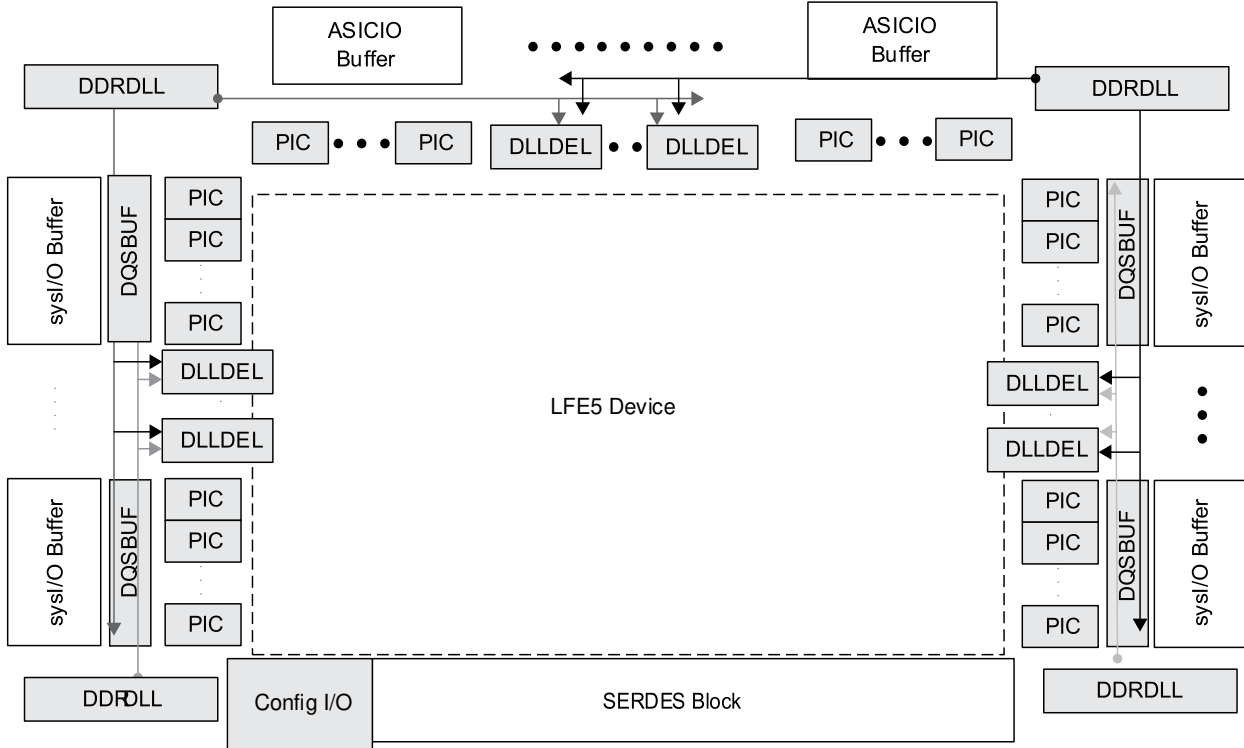 ASICIO
Buffer
ASICIO
Buffer
DDRDLL
DDRDLL
PIC
PIC
DLLDEL
DLLDEL
PIC
PIC
sysI/O Buffer
DQSBUF
PIC
PIC
PIC
DLLDEL
DLLDEL
sysI/O Buffer
DQSBUF
PIC
PIC
PIC
LFE5 Device
PIC
PIC
PIC
DQSBUF
sysI/O Buffer
DLLDEL
DLLDEL
PIC
PIC
PIC
DQSBUF
sysI/O Buffer
DDRDLL
Config I/O
SERDES Block
DDRDLL